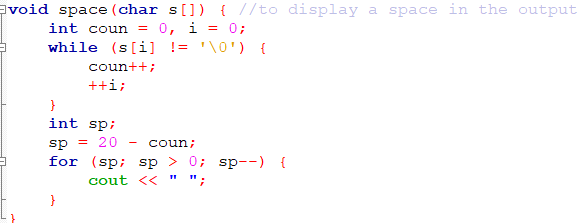 void space(char s[]) { //to display a space in the output
    int coun = 0, i = 0;
    while (s[i] != '\0') {
        coun++;
        ++i;
    }
    int sp;
    sp = 20 - coun;
    for (sp; sp > 0; sp--) {
        cout << " ";
    }
}